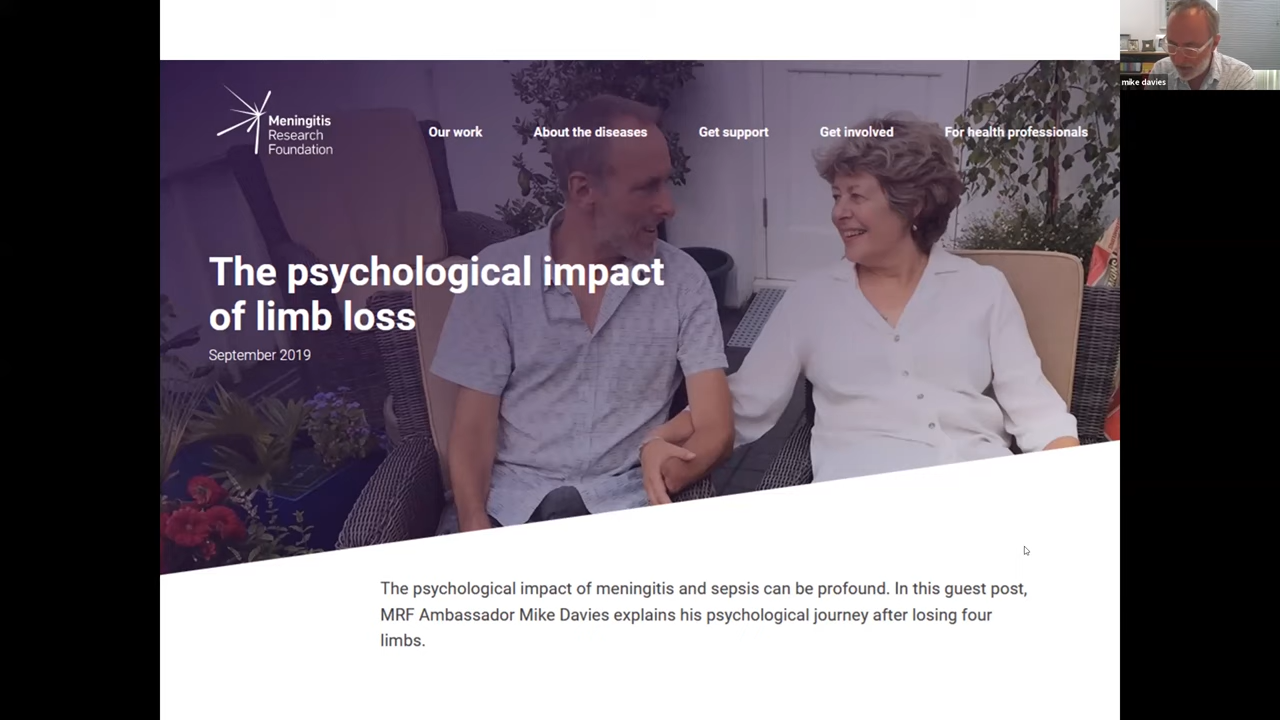 mike davies
Meningitis
Research
Foundation
Our work
About the diseases
Get support
Get involved
For health professionals
The psychological impact
of limb loss
September 2019
The psychological impact of meningitis and sepsis can be profound. In this guest post,
MRF Ambassador Mike Davies explains his psychological journey after losing four
limbs.